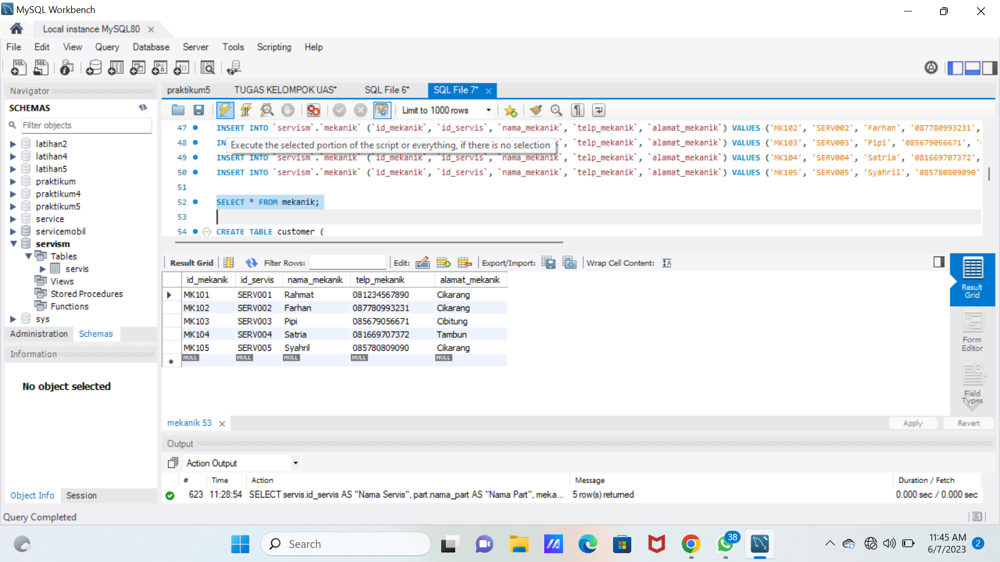 MySQL Workbench
Local instance MySQL80
File Edit View Query Database Server Tools Scripting Help
Navigator
SCHEMAS
Filter objects
latihan2
latihan4
latihan5
praktikum
praktikum4
praktikum5
service
servicemobil
servism
Tables
servis
Views
Stored Procedures
Functions
sys
Administration Schemas
Information
No object selected
Object Info Session
praktikum5 TUGAS KELOMPOK UAS* SQL File 6* SQL File 7*
Limit to 1000 rows
47 INSERT INTO `servism`.`mekanik` (`id_mekanik`, `id_servis`, `nama_mekanik`, `telp_mekanik`, `alamat_mekanik`) VALUES ('MK102', 'SERV002', 'Farhan', '087780993231',
48 IN `telp_mekanik`, `alamat_mekanik`) VALUES ('MK103', 'SERV003', 'Pipi', '085679056671',
Execute the selected portion of the script or everything, if there is no selection
49 INSERT INTO `servism`.`mekanik` (`id_mekanik`, `id_servis`, `nama_mekanik`, `telp_mekanik`, `alamat_mekanik`) VALUES ('MK104', 'SERV004', 'Satria', '081669707372',
50 INSERT INTO `servism`.`mekanik` (`id_mekanik`, `id_servis`, `nama_mekanik`, `telp_mekanik`, `alamat_mekanik`) VALUES ('MK105', 'SERV005', 'Syahril', '085780809090'
51
52 SELECT * FROM mekanik;
53
54 CREATE TABLE customer (
Result Grid Filter Rows: Edit: Export/Import: Wrap Cell Content:
id_mekanik id_servis nama_mekanik telp_mekanik alamat_mekanik
MK101 SERV001 Rahmat 081234567890 Cikarang
MK102 SERV002 Farhan 087780993231 Cikarang
MK103 SERV003 Pipi 085679056671 Cibitung
MK104 SERV004 Satria 081669707372 Tambun
MK105 SERV005 Syahril 085780809090 Cikarang
NULL NULL NULL NULL NULL
Result
Grid
Form
Editor
Field
Types
mekanik 53
Apply Revert
Output
Action Output
# Time Action Message Duration / Fetch
623 11:28:54 SELECT servis.id_servis AS "Nama Servis", part.nama_part AS "Nama Part", meka... 5 row(s) returned 0.000 sec / 0.000 sec
Query Completed
Search
38
11:45 AM
6/7/2023
2